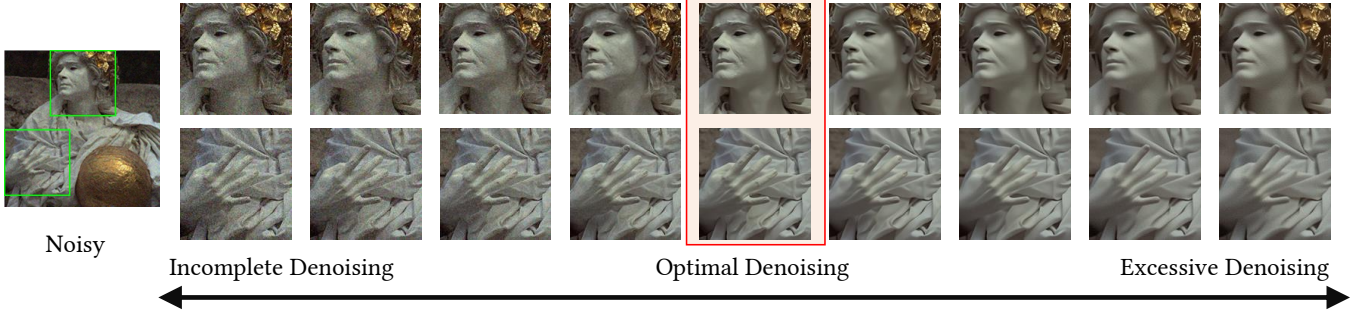 Noisy
Incomplete Denoising
Optimal Denoising
Excessive Denoising